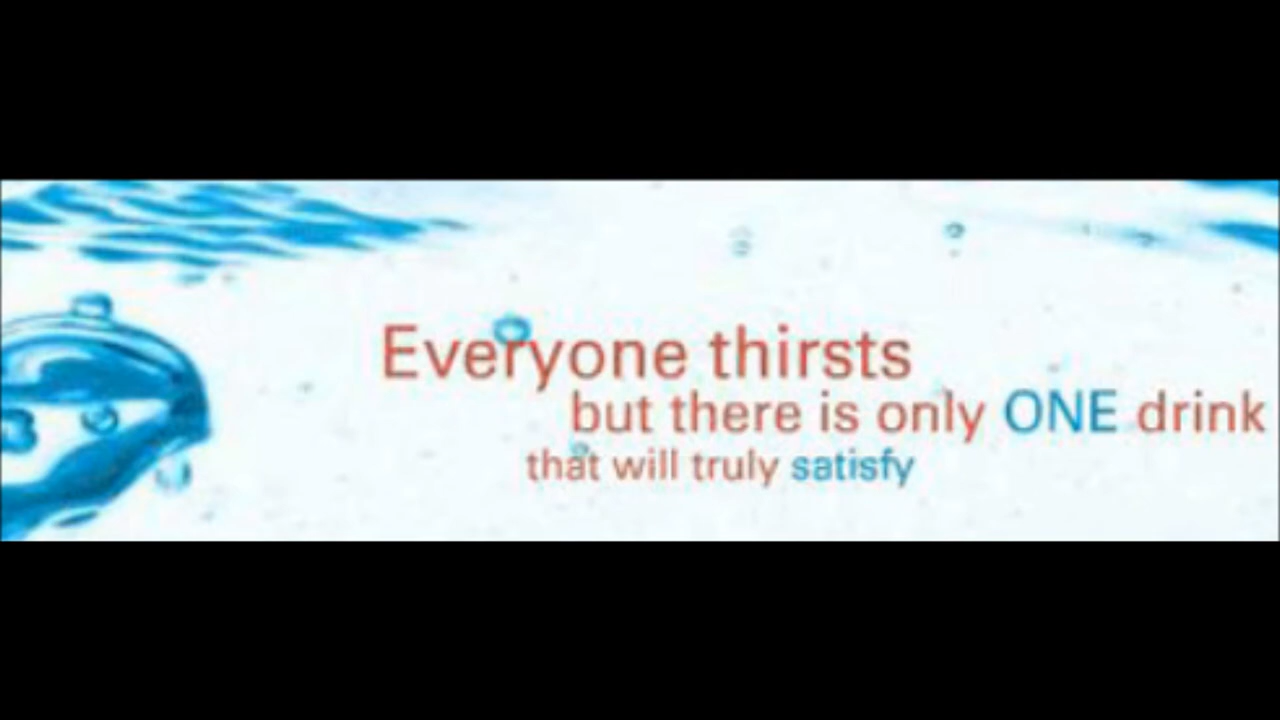 Everyone thirsts
but there is only ONE drink
that will truly satisfy